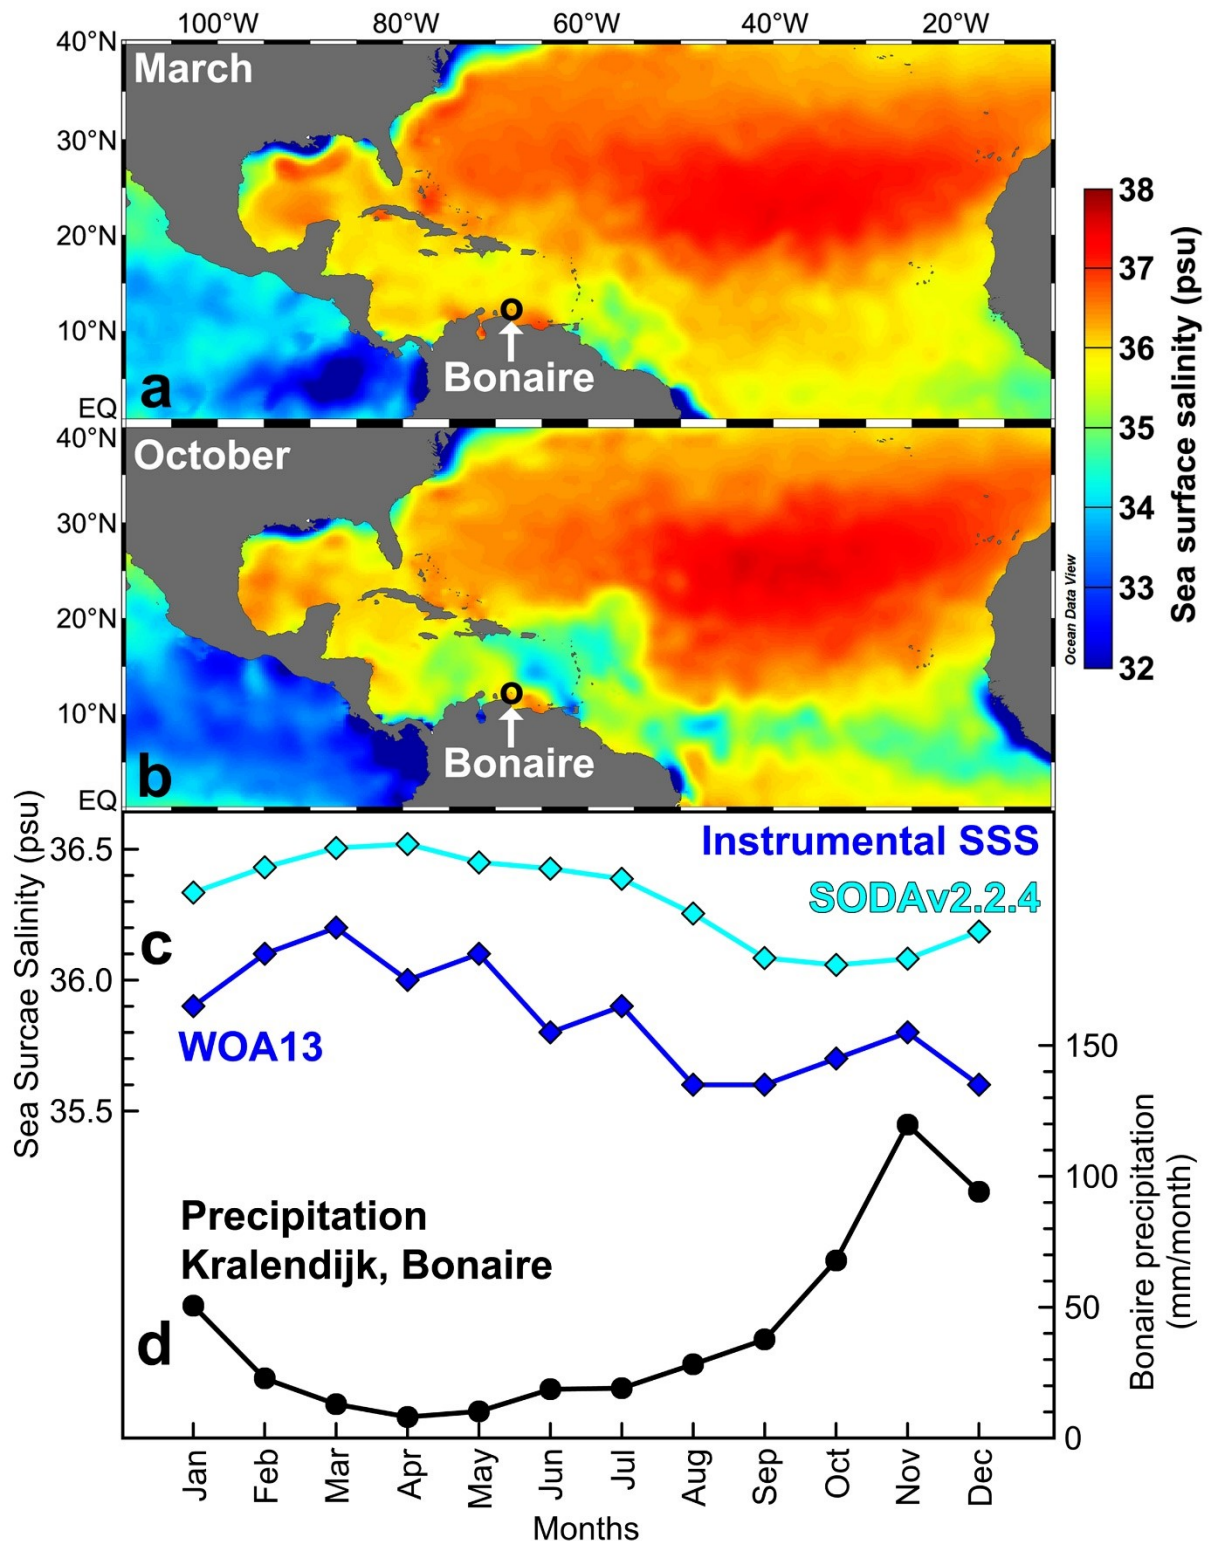 100°W 80°W 60°W 40°W 20°W
40°N
March
30°N
20°N
10°N
Bonaire
a
EQ
40°N
October
30°N
20°N
10°N
Bonaire
b
EQ
38
37
36
35
34
33
32
Sea surface salinity (psu)
Ocean Data View
Sea Surcae Salinity (psu)
36.5
36.0
35.5
Instrumental SSS
SODAv2.2.4
c
WOA13
150
100
50
0
Bonaire precipitation
(mm/month)
Precipitation
Kralendijk, Bonaire
d
Jan Feb Mar Apr May Jun Jul Aug Sep Oct Nov Dec
Months